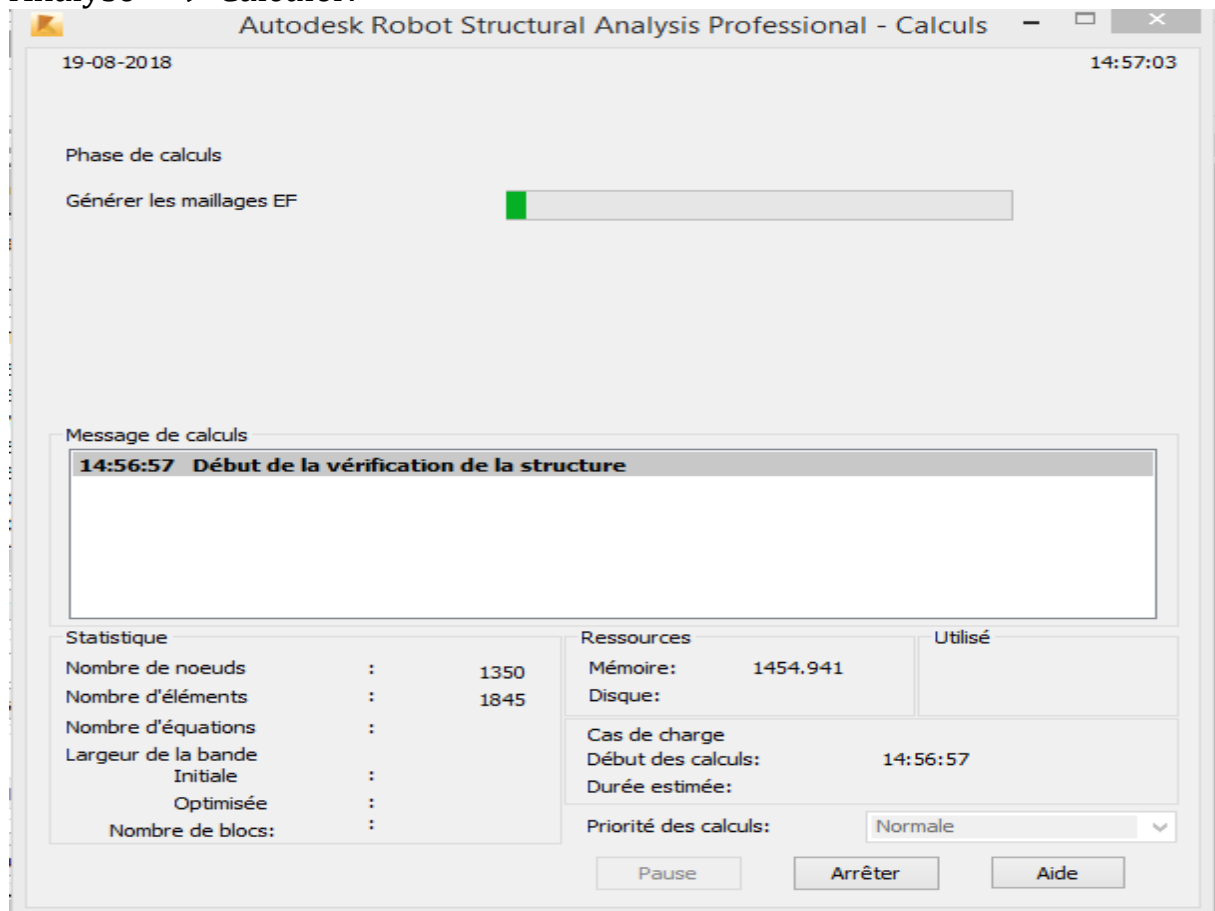 Analyse → Calculer.
Autodesk Robot Structural Analysis Professional - Calculs
19-08-2018 14:57:03
Phase de calculs
Générer les maillages EF
Message de calculs
14:56:57 Début de la vérification de la structure
Statistique
Nombre de noeuds : 1350
Nombre d'éléments : 1845
Nombre d'équations :
Largeur de la bande
Initiale :
Optimisée :
Nombre de blocs: :
Ressources Utilisé
Mémoire: 1454.941
Disque:
Cas de charge
Début des calculs: 14:56:57
Durée estimée:
Priorité des calculs: Normale
Pause Arrêter Aide